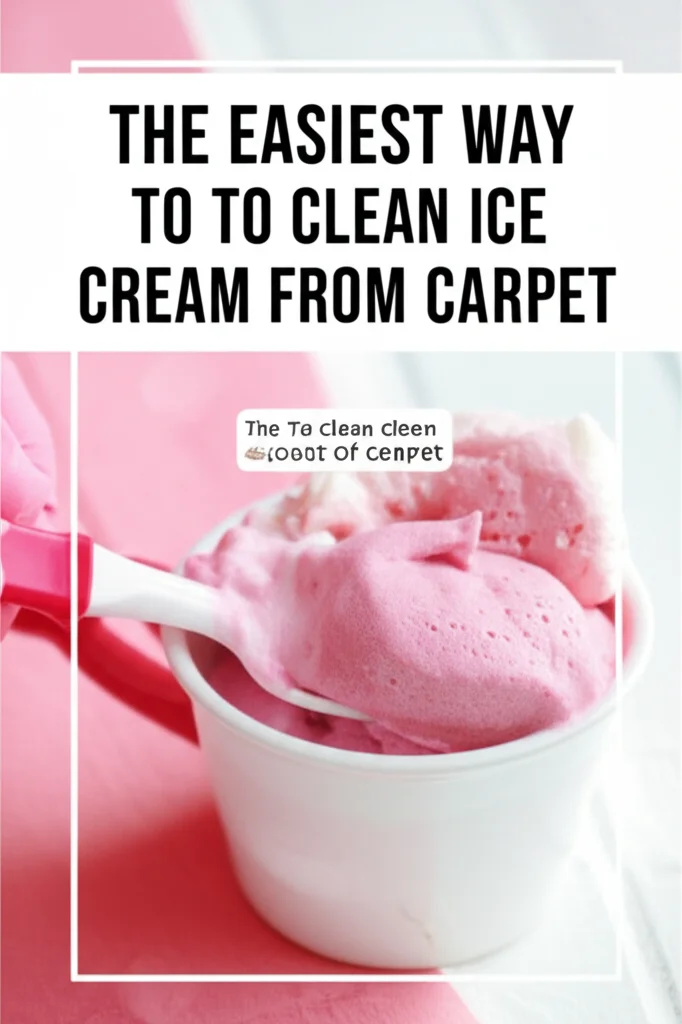 THE EASIEST WAY
TO TO CLEAN ICE
CREAM FROM CARPET
The To clean cleen
of cenpet